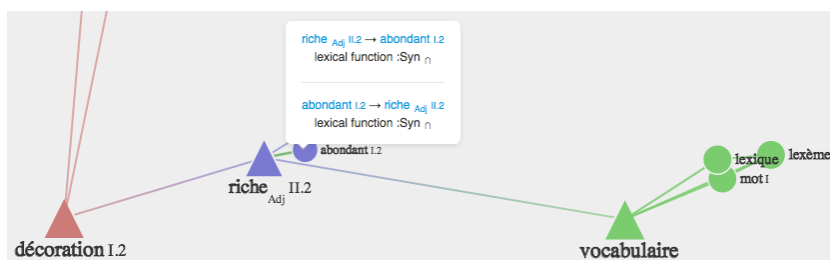 riche Adj II.2 → abondant I.2
lexical function :Syn ∩
abondant I.2 → riche Adj II.2
lexical function :Syn ∩
abondant I.2
lexique
lexème
mot I
riche Adj II.2
décoration I.2
vocabulaire